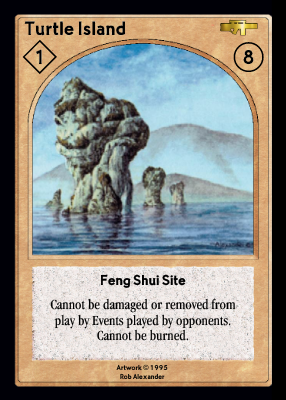 Turtle Island
1
8
Feng Shui Site
Cannot be damaged or removed from
play by Events played by opponents.
Cannot be burned.
Artwork © 1995
Rob Alexander